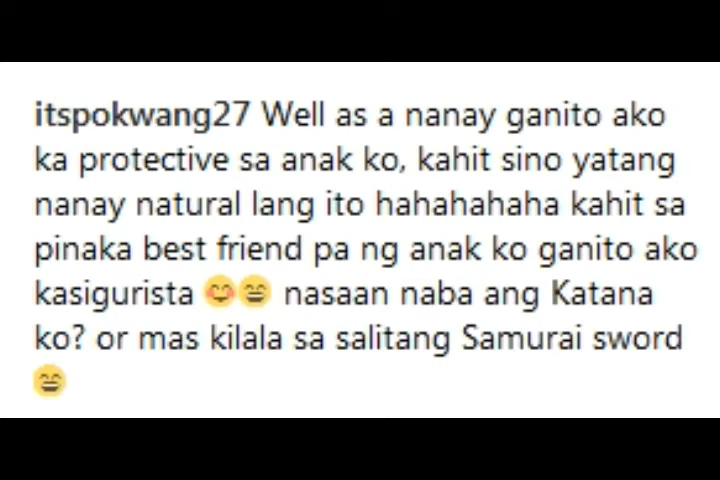 itspokwang27 Well as a nanay ganito ako
ka protective sa anak ko, kahit sino yatang
nanay natural lang ito hahahahaha kahit sa
pinaka best friend pa ng anak ko ganito ako
kasigurista 😋😄 nasaan naba ang Katana
ko? or mas kilala sa salitang Samurai sword
😄